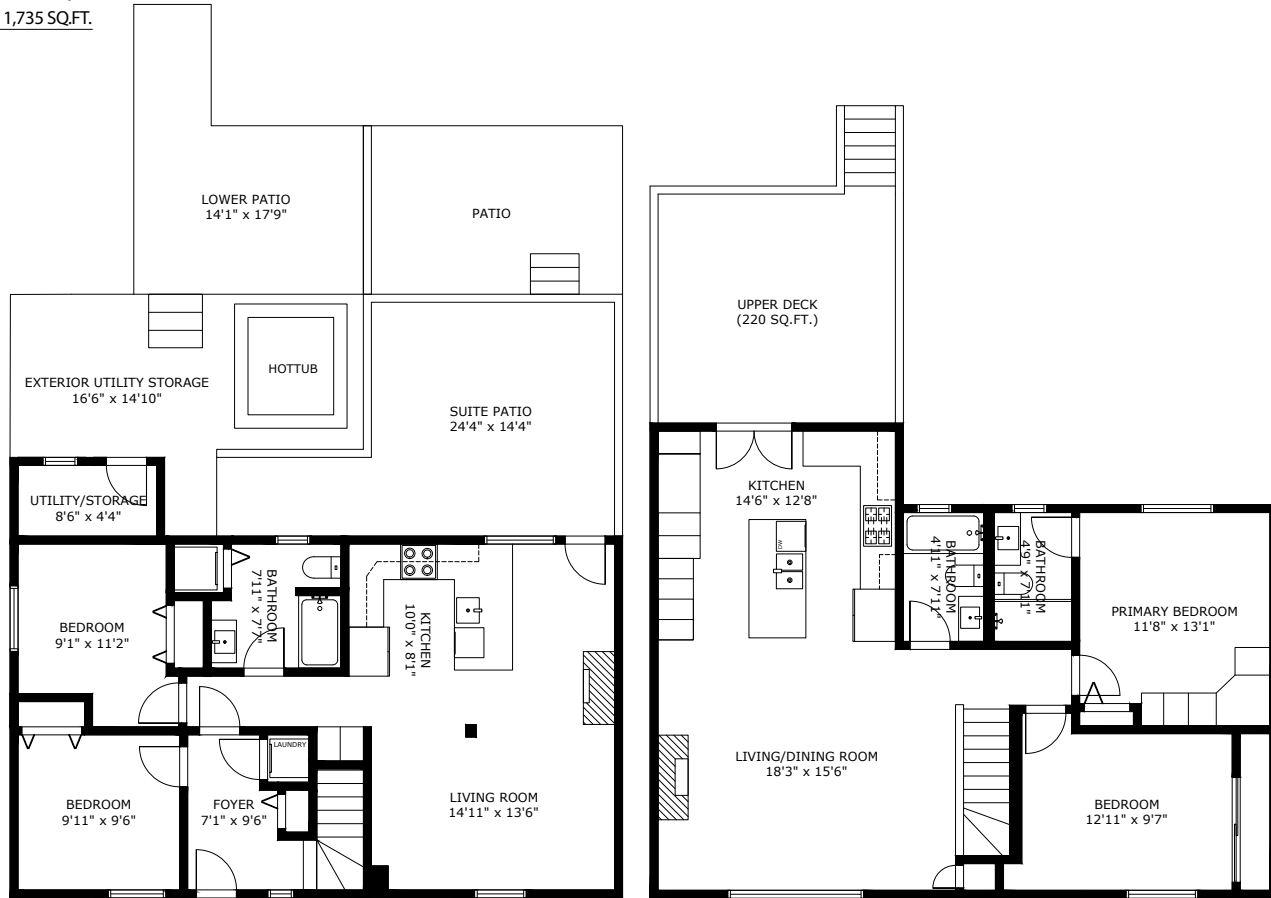 1,735 SQ.FT.
LOWER PATIO
14'1" x 17'9"
PATIO
EXTERIOR UTILITY STORAGE
16'6" x 14'10"
HOTTUB
SUITE PATIO
24'4" x 14'4"
UTILITY/STORAGE
8'6" x 4'4"
BEDROOM
9'1" x 11'2"
BATHROOM
7'11" x 7'7"
KITCHEN
10'0" x 8'1"
BEDROOM
9'11" x 9'6"
FOYER
7'1" x 9'6"
LAUNDRY
LIVING ROOM
14'11" x 13'6"
UPPER DECK
(220 SQ.FT.)
KITCHEN
14'6" x 12'8"
DW
BATHROOM
4'11" x 7'11"
BATHROOM
4'9" x 7'11"
PRIMARY BEDROOM
11'8" x 13'1"
LIVING/DINING ROOM
18'3" x 15'6"
BEDROOM
12'11" x 9'7"